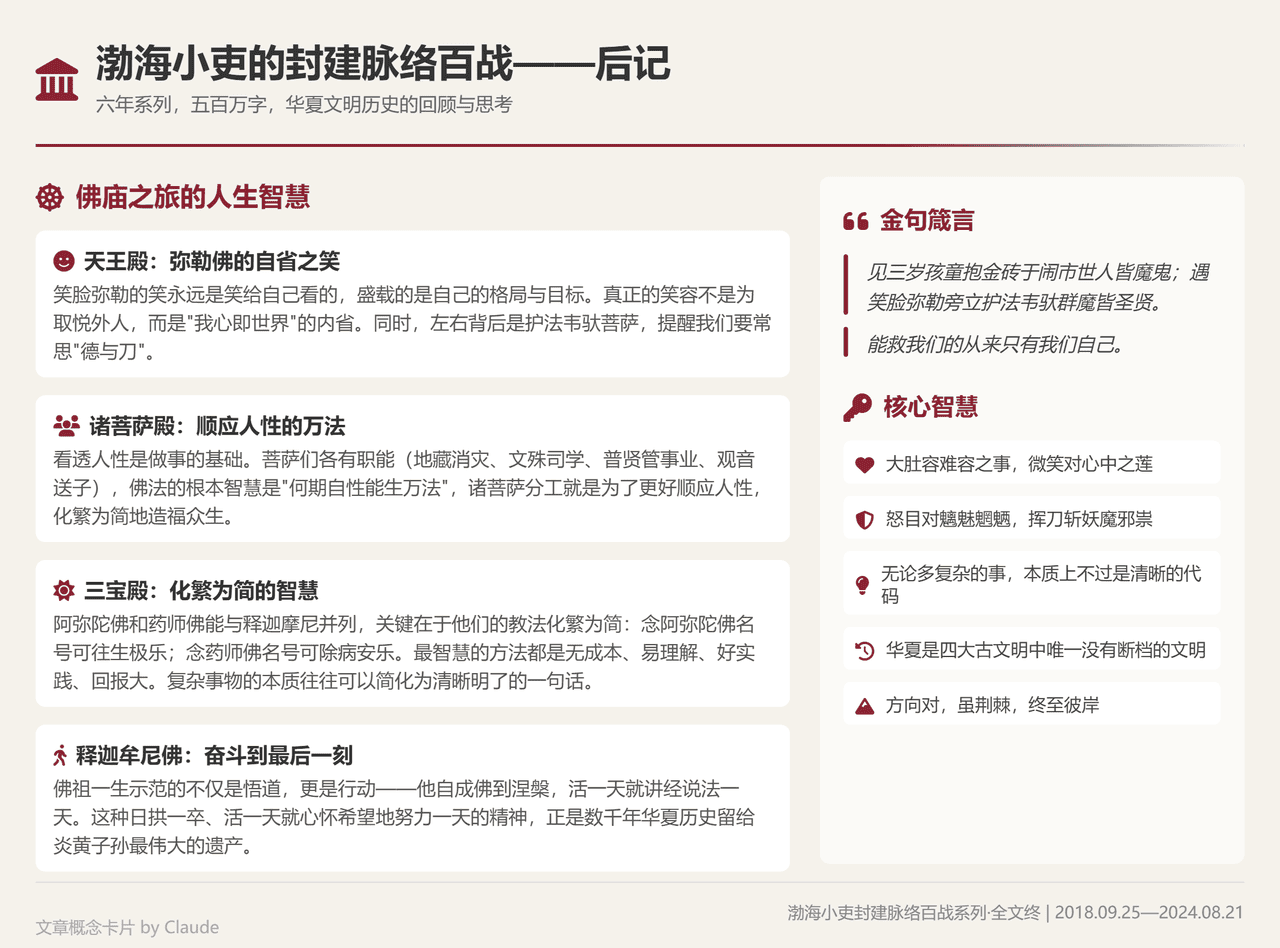 渤海小吏的封建脉络百战——后记
六年系列，五百万字，华夏文明历史的回顾与思考
佛庙之旅的人生智慧
天王殿：弥勒佛的自省之笑
笑脸弥勒的笑永远是笑给自己看的，盛载的是自己的格局与目标。真正的笑容不是为
取悦外人，而是"我心即世界"的内省。同时，左右背后是护法韦驮菩萨，提醒我们要常
思"德与刀"。
诸菩萨殿：顺应人性的万法
看透人性是做事的基础。菩萨们各有职能（地藏消灾、文殊司学、普贤管事业、观音
送子），佛法的根本智慧是"何期自性能生万法"，诸菩萨分工就是为了更好顺应人性，
化繁为简地造福众生。
三宝殿：化繁为简的智慧
阿弥陀佛和药师佛能与释迦摩尼并列，关键在于他们的教法化繁为简：念阿弥陀佛名
号可往生极乐；念药师佛名号可除病安乐。最智慧的方法都是无成本、易理解、好实
践、回报大。复杂事物的本质往往可以简化为清晰明了的一句话。
释迦牟尼佛：奋斗到最后一刻
佛祖一生示范的不仅是悟道，更是行动——他自成佛到涅槃，活一天就讲经说法一
天。这种日拱一卒、活一天就心怀希望地努力一天的精神，正是数千年华夏历史留给
炎黄子孙最伟大的遗产。
金句箴言
见三岁孩童抱金砖于闹市世人皆魔鬼；遇
笑脸弥勒旁立护法韦驮群魔皆圣贤。
能救我们的从来只有我们自己。
核心智慧
大肚容难容之事，微笑对心中之莲
怒目对魑魅魍魉，挥刀斩妖魔邪祟
无论多复杂的事，本质上不过是清晰的代
码
华夏是四大古文明中唯一没有断档的文明
方向对，虽荆棘，终至彼岸
文章概念卡片 by Claude
渤海小吏封建脉络百战系列·全文终 | 2018.09.25—2024.08.21